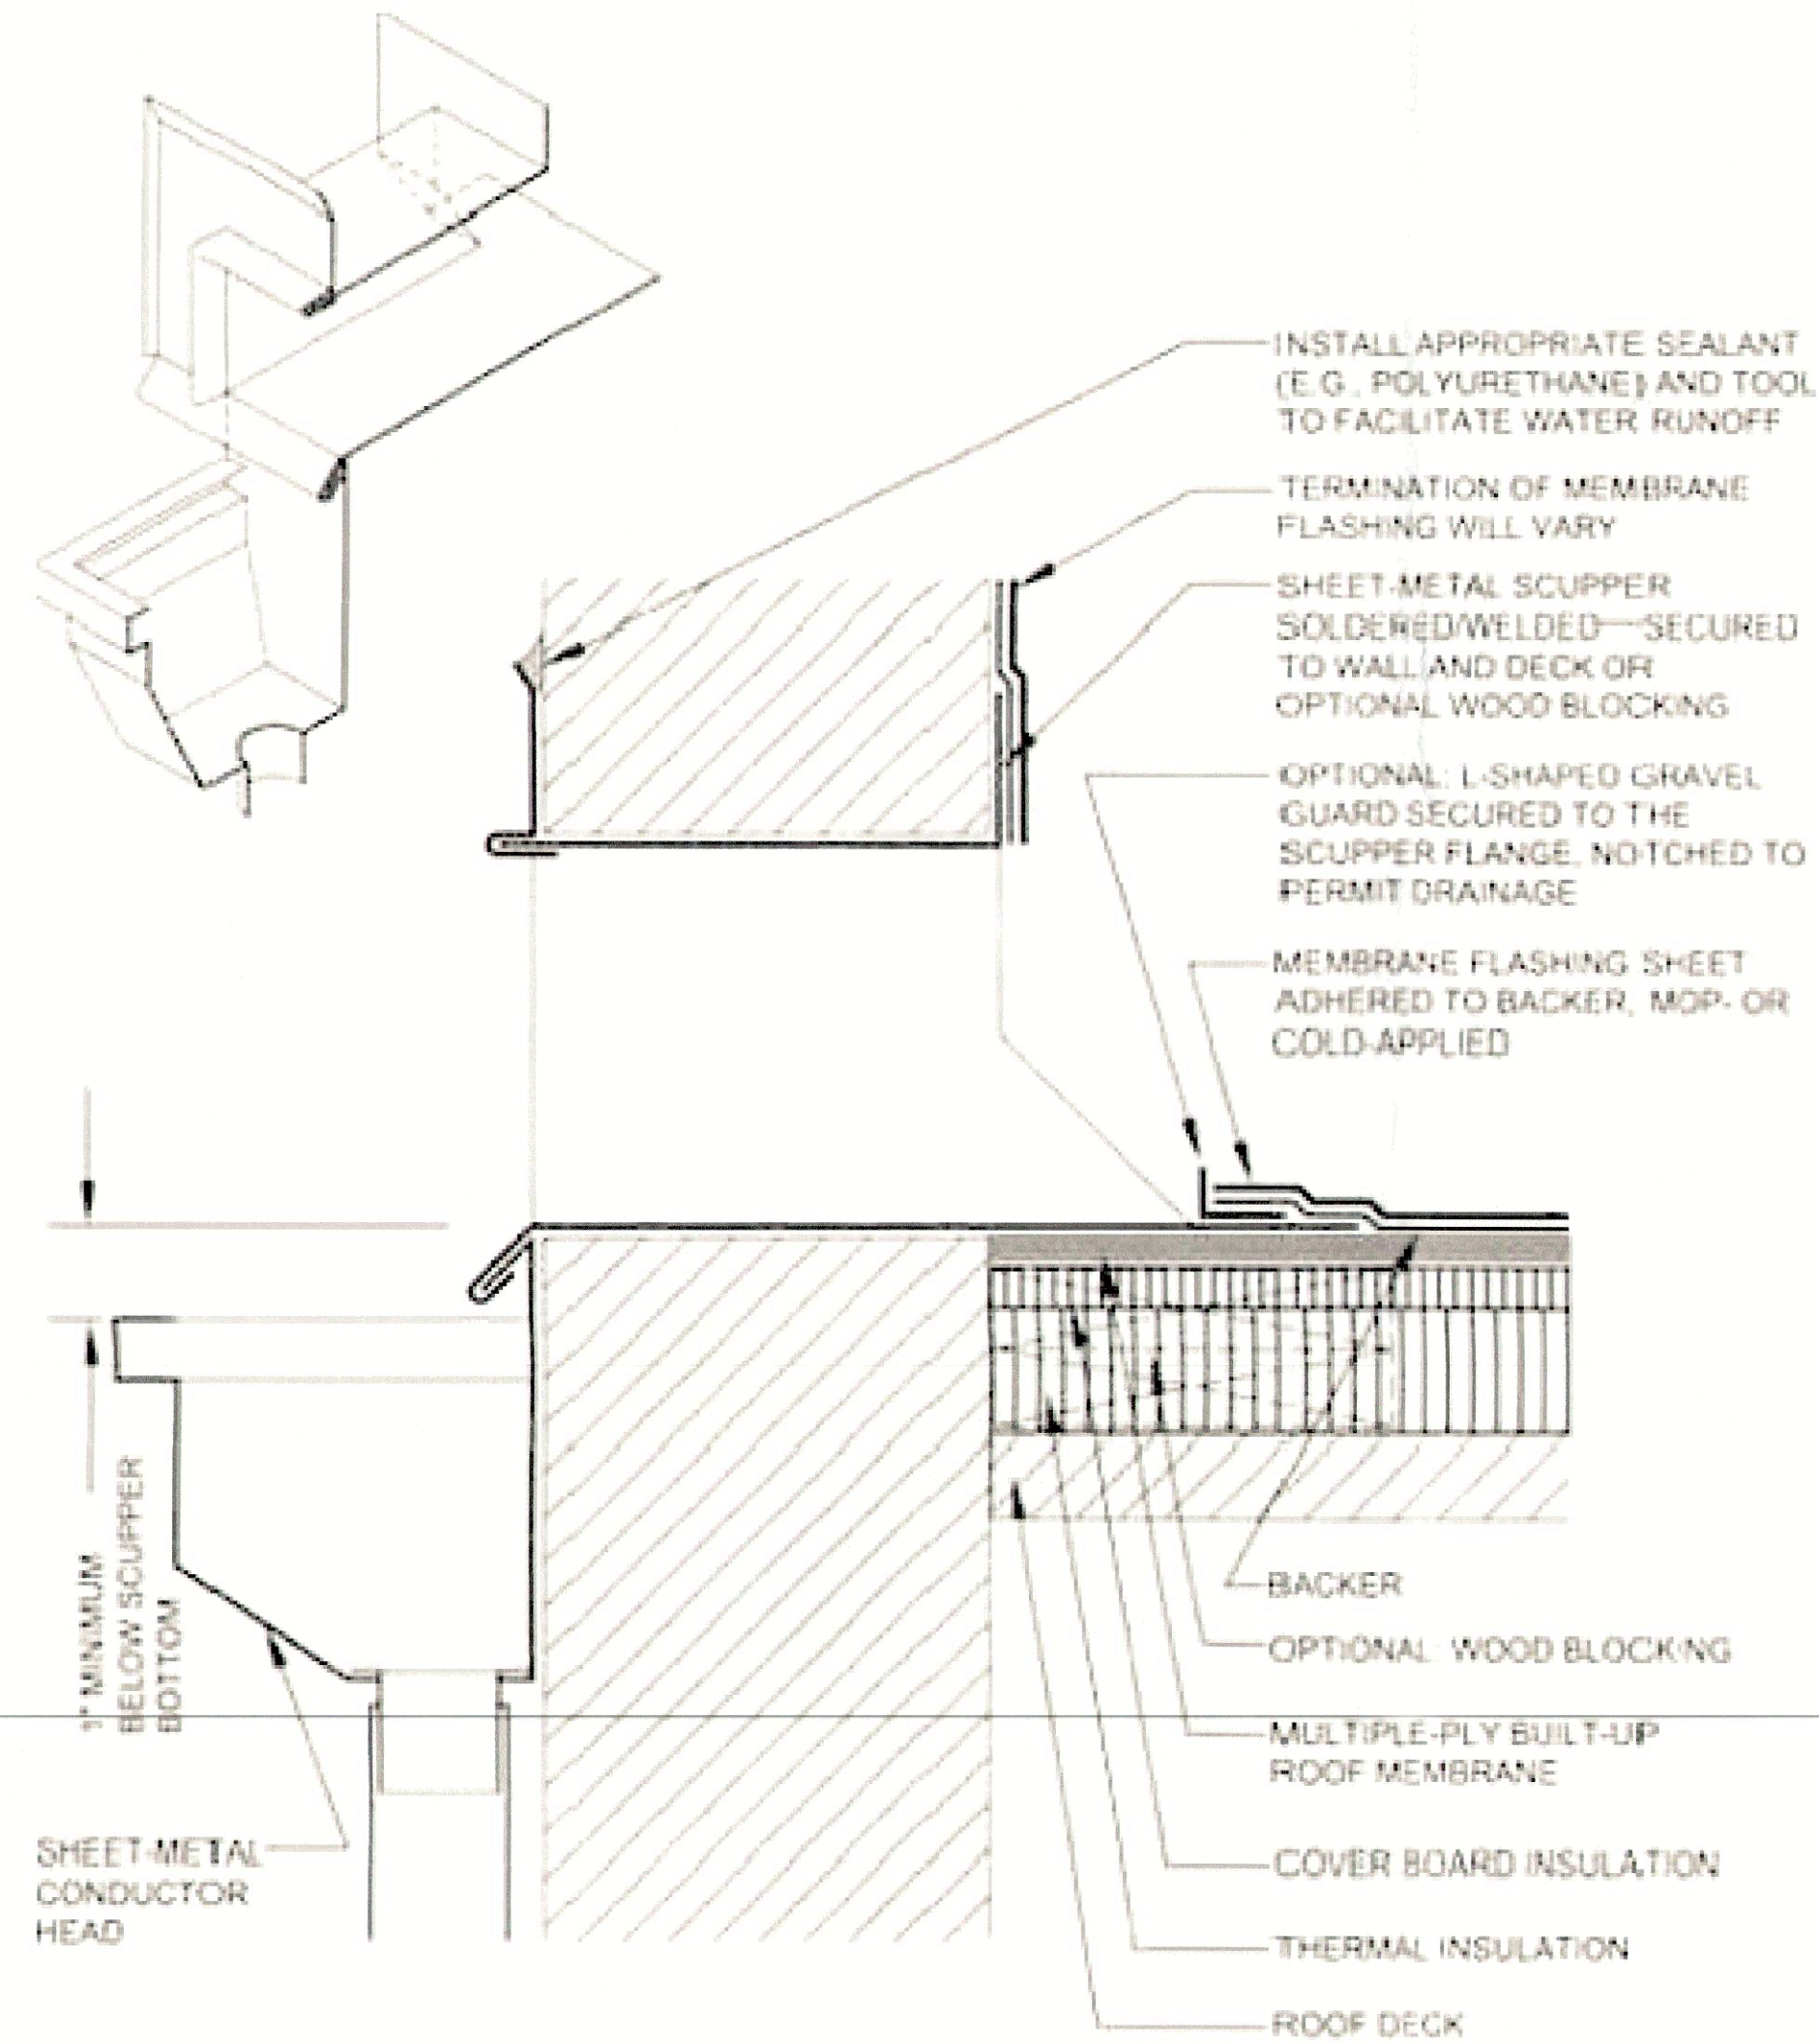 INSTALL APPROPRIATE SEALANT
(E.G., POLYURETHANE) AND TOOL
TO FACILITATE WATER RUNOFF
TERMINATION OF MEMBRANE
FLASHING WILL VARY
SHEET-METAL SCUPPER
SOLDERED/WELDED—SECURED
TO WALL AND DECK OR
OPTIONAL WOOD BLOCKING
OPTIONAL: L-SHAPED GRAVEL
GUARD SECURED TO THE
SCUPPER FLANGE, NOTCHED TO
PERMIT DRAINAGE
MEMBRANE FLASHING SHEET
ADHERED TO BACKER, MOP- OR
COLD-APPLIED
1" MINIMUM
BELOW SCUPPER
BOTTOM
BACKER
OPTIONAL: WOOD BLOCKING
MULTIPLE-PLY BUILT-UP
ROOF MEMBRANE
SHEET-METAL
CONDUCTOR
HEAD
COVER BOARD INSULATION
THERMAL INSULATION
ROOF DECK